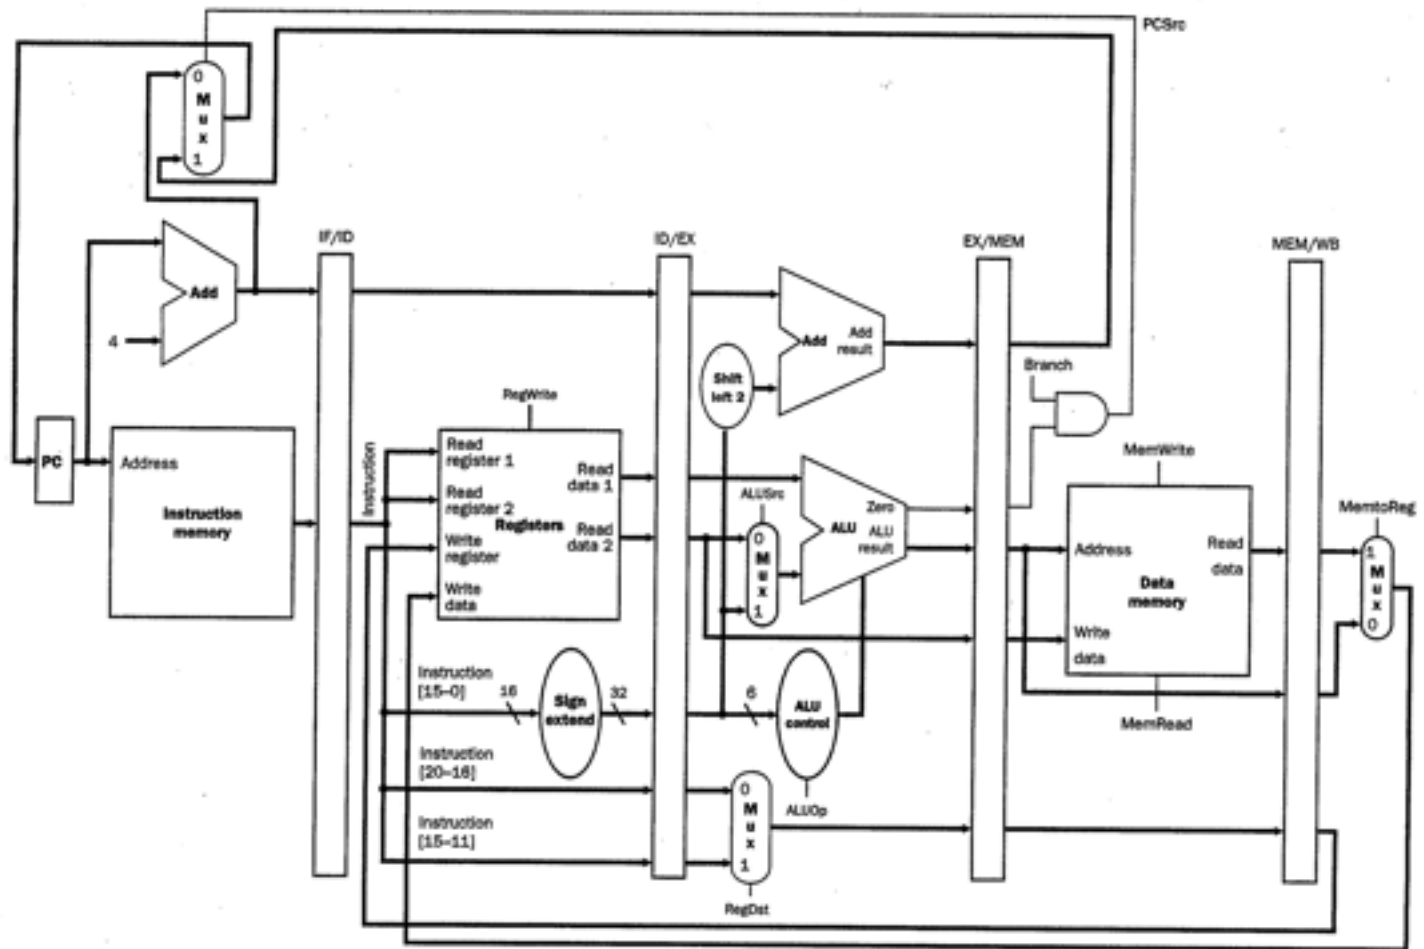 PCSrc
0
M
u
x
1
IF/ID
ID/EX
EX/MEM
MEM/WB
Add
4
Add
Add
result
Shift
left 2
Branch
RegWrite
PC
Address
Instruction
memory
Instruction
Read
register 1
Read
register 2
Write
register
Write
data
Registers
Read
data 1
Read
data 2
ALUSrc
0
M
u
x
1
Zero
ALU
ALU
result
MemWrite
Address
Read
data
Data
memory
Write
data
MemRead
MemtoReg
1
M
u
x
0
Instruction
[15–0]
16
Sign
extend
32
6
ALU
control
ALUOp
Instruction
[20–16]
Instruction
[15–11]
0
M
u
x
1
RegDst